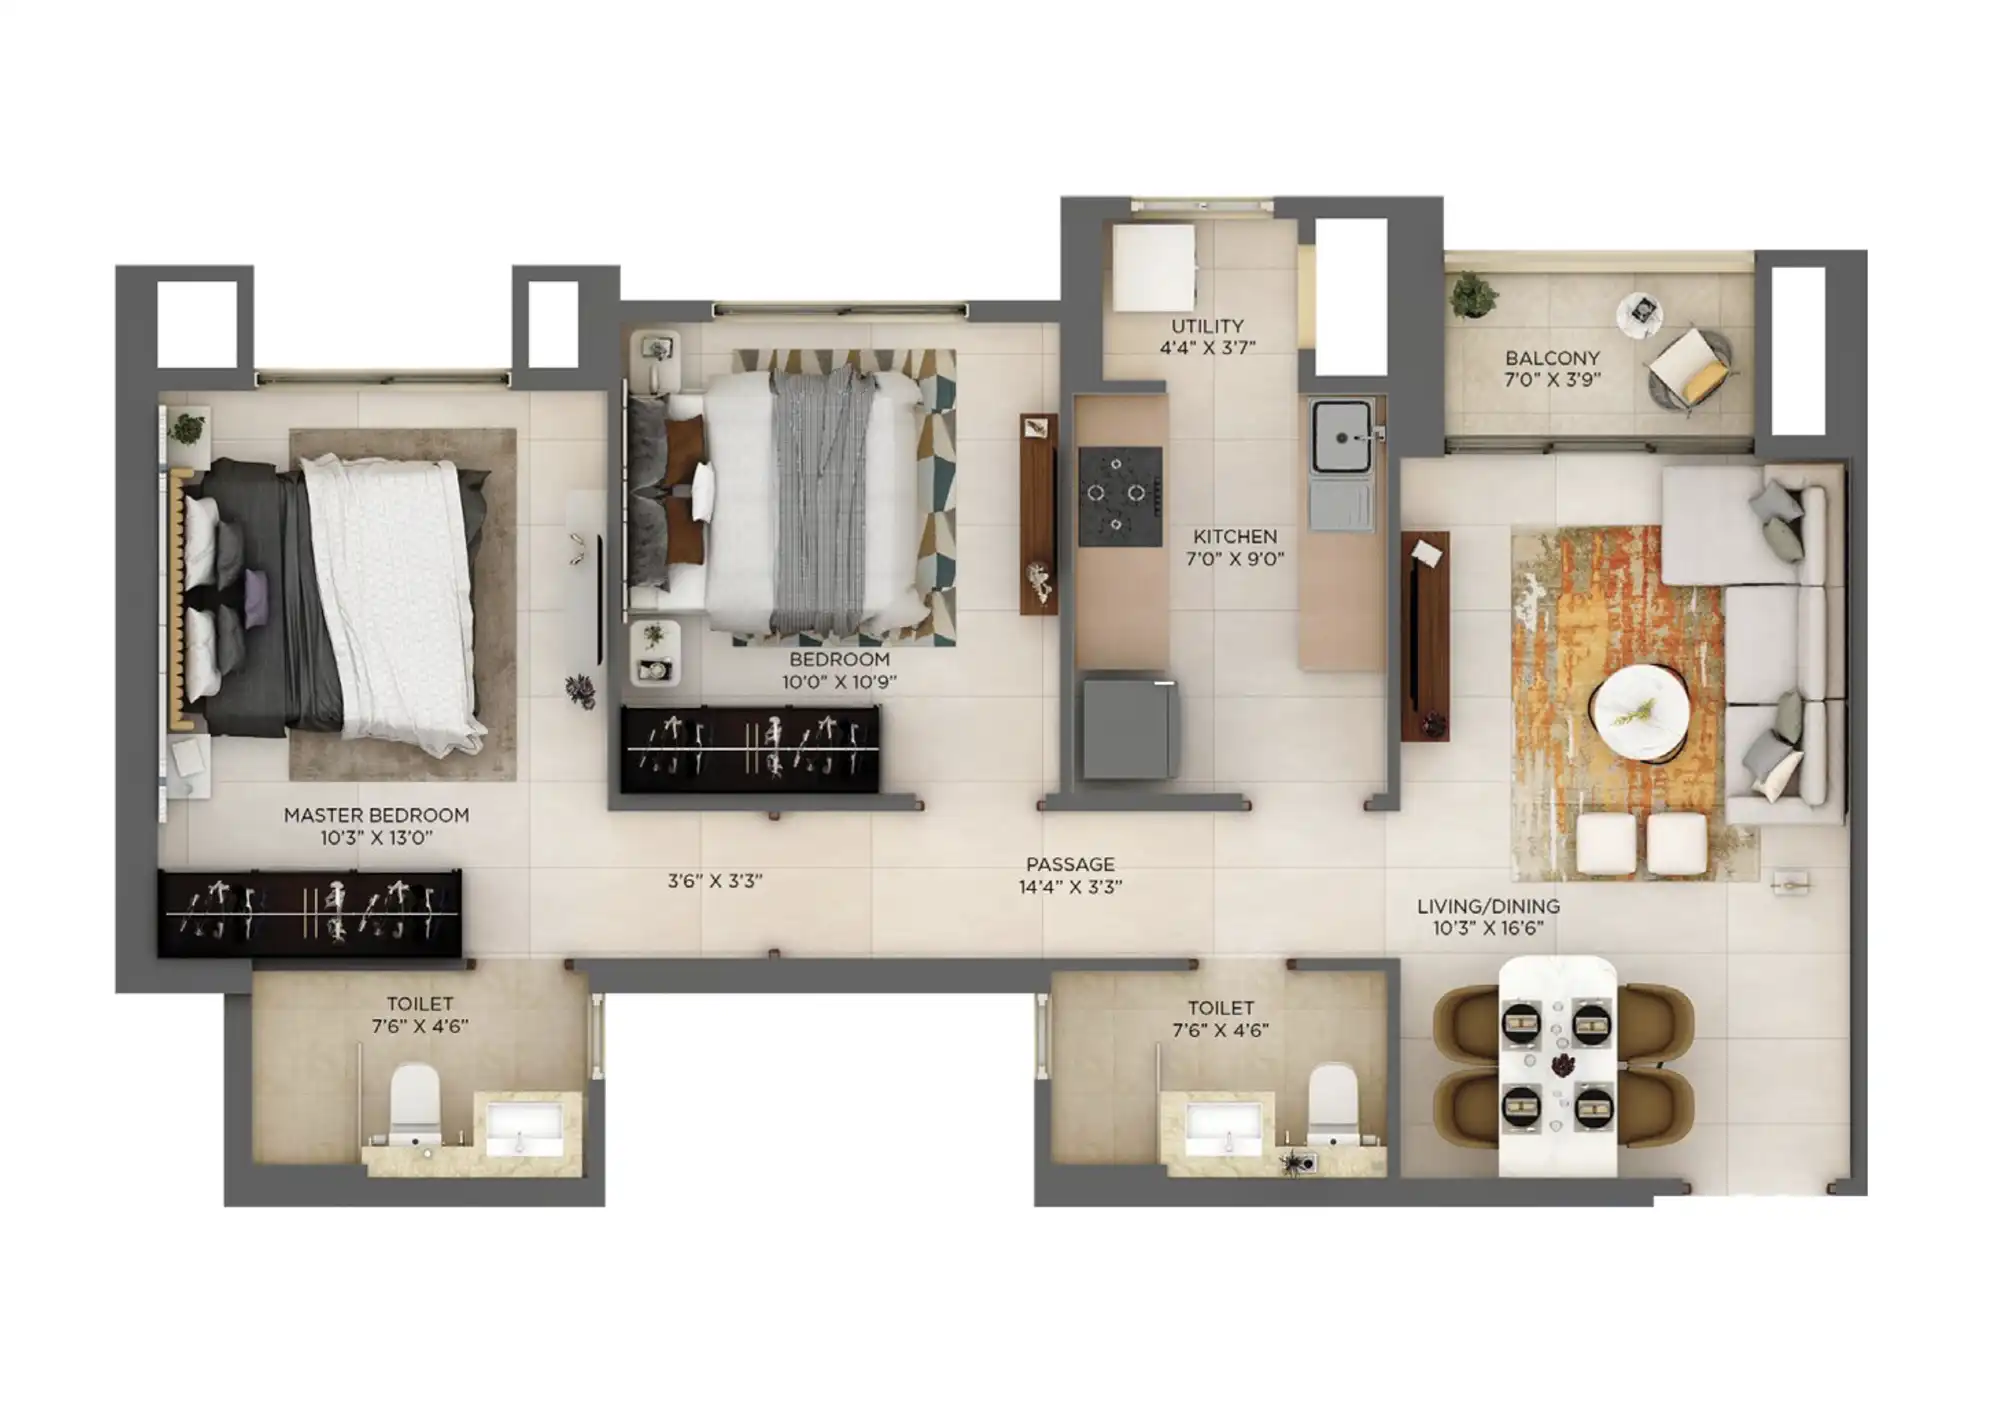 UTILITY
4'4” X 3'7”
BALCONY
7'0” X 3'9”
KITCHEN
7'0” X 9'0”
BEDROOM
10'0” X 10'9”
MASTER BEDROOM
10'3” X 13'0”
3'6” X 3'3”
PASSAGE
14'4” X 3'3”
LIVING/DINING
10'3” X 16'6”
TOILET
7'6” X 4'6”
TOILET
7'6” X 4'6”